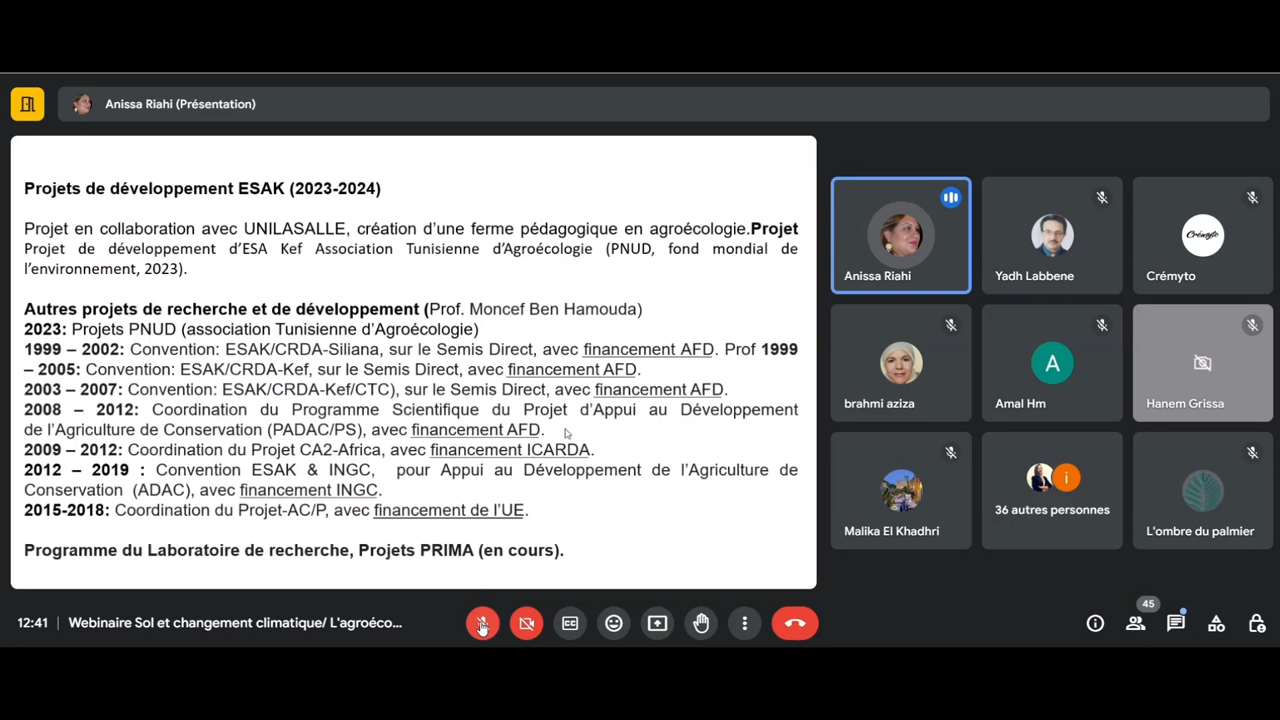 Anissa Riahi (Présentation)
Projets de développement ESAK (2023-2024)
Projet en collaboration avec UNILASALLE, création d'une ferme pédagogique en agroécologie.Projet
Projet de développement d'ESA Kef Association Tunisienne d'Agroécologie (PNUD, fond mondial de
l'environnement, 2023).
Autres projets de recherche et de développement (Prof. Moncef Ben Hamouda)
2023: Projets PNUD (association Tunisienne d'Agroécologie)
1999 – 2002: Convention: ESAK/CRDA-Siliana, sur le Semis Direct, avec financement AFD. Prof 1999
– 2005: Convention: ESAK/CRDA-Kef, sur le Semis Direct, avec financement AFD.
2003 – 2007: Convention: ESAK/CRDA-Kef/CTC), sur le Semis Direct, avec financement AFD.
2008 – 2012: Coordination du Programme Scientifique du Projet d'Appui au Développement
de l'Agriculture de Conservation (PADAC/PS), avec financement AFD.
2009 – 2012: Coordination du Projet CA2-Africa, avec financement ICARDA.
2012 – 2019 : Convention ESAK & INGC, pour Appui au Développement de l'Agriculture de
Conservation (ADAC), avec financement INGC.
2015-2018: Coordination du Projet-AC/P, avec financement de l'UE.
Programme du Laboratoire de recherche, Projets PRIMA (en cours).
Anissa Riahi
Yadh Labbene
Crémyto
Crémyto
brahmi aziza
A
Amal Hm
Hanem Grissa
Malika El Khadhri
i
36 autres personnes
L'ombre du palmier
12:41 | Webinaire Sol et changement climatique/ L'agroéco...
45